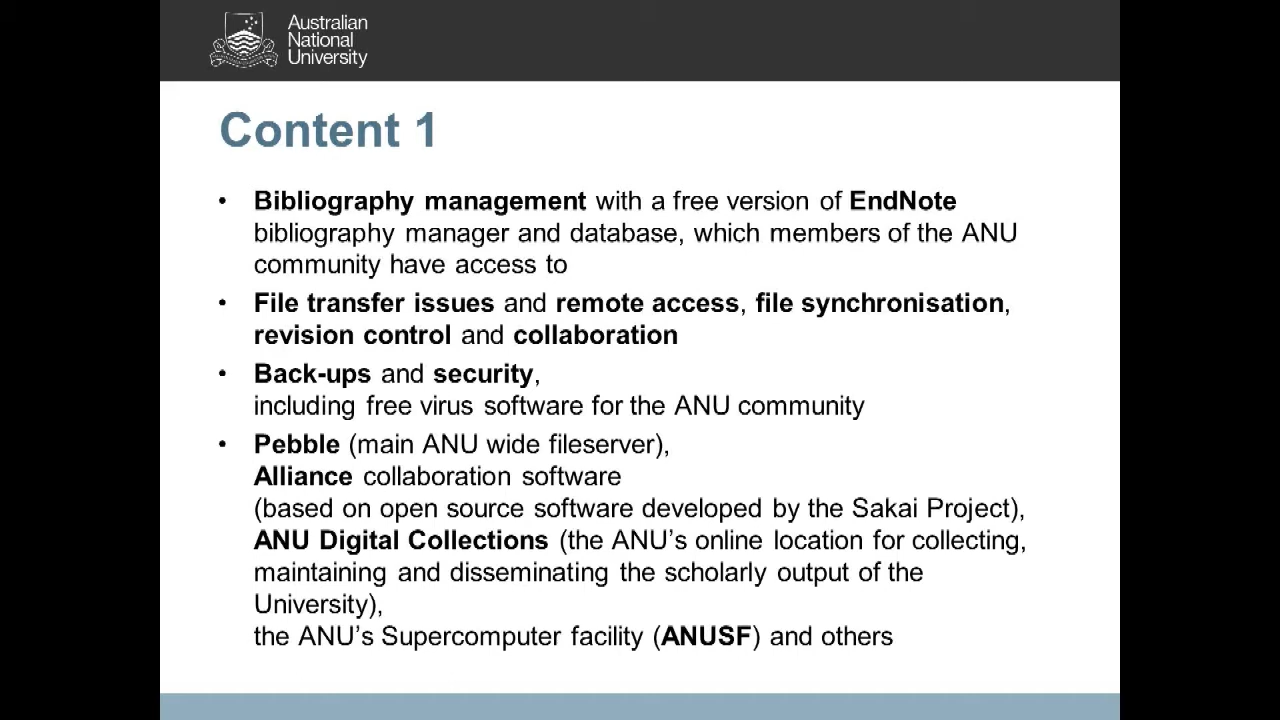 Australian
National
University
Content 1
• Bibliography management with a free version of EndNote
bibliography manager and database, which members of the ANU
community have access to
• File transfer issues and remote access, file synchronisation,
revision control and collaboration
• Back-ups and security,
including free virus software for the ANU community
• Pebble (main ANU wide fileserver),
Alliance collaboration software
(based on open source software developed by the Sakai Project),
ANU Digital Collections (the ANU’s online location for collecting,
maintaining and disseminating the scholarly output of the
University),
the ANU’s Supercomputer facility (ANUSF) and others